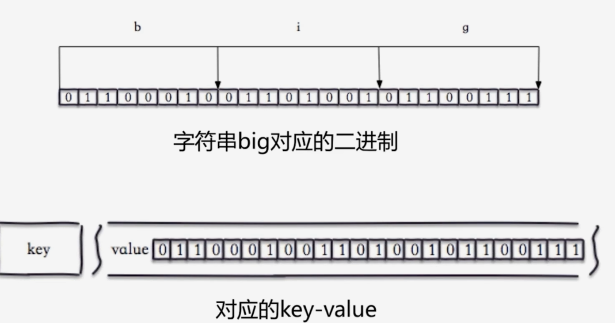 b i g
0 1 1 0 0 0 1 0 0 1 1 0 1 0 0 1 0 1 1 0 0 1 1 1
字符串big对应的二进制
key value 0 1 1 0 0 0 1 0 0 1 1 0 1 0 0 1 0 1 1 0 0 1 1 1
对应的key-value